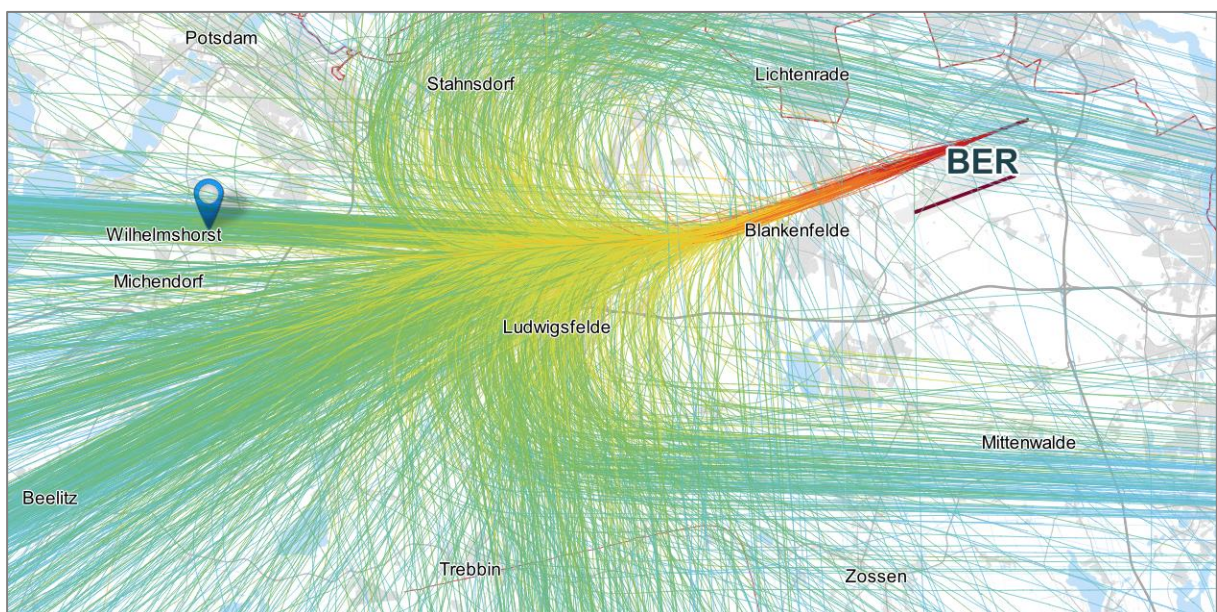 Potsdam
Stahnsdorf
Lichtenrade
BER
Wilhelmshorst
Blankenfelde
Michendorf
Ludwigsfelde
Mittenwalde
Beelitz
Trebbin
Zossen